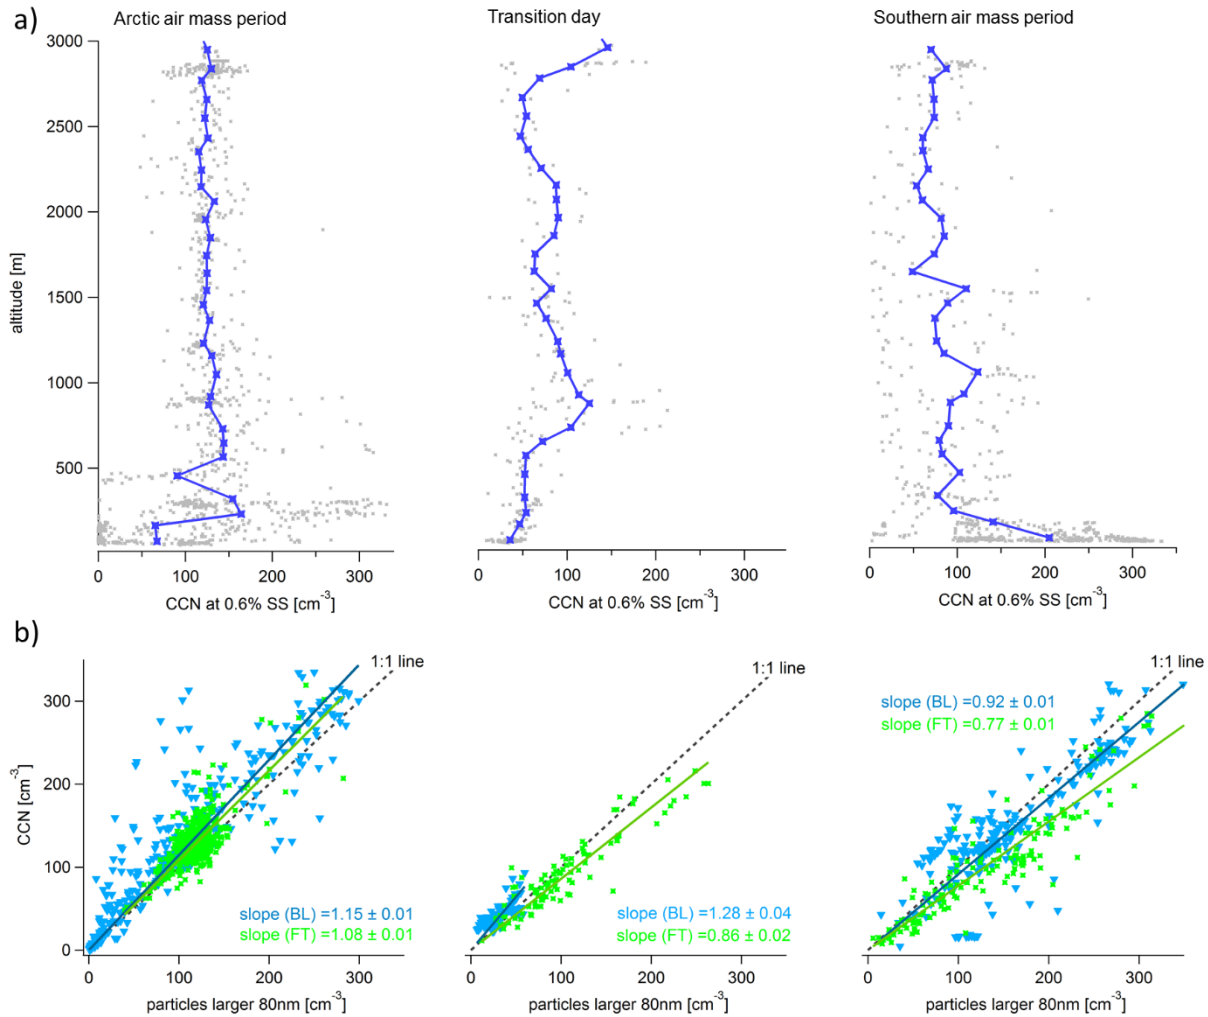 a)
Arctic air mass period
Transition day
Southern air mass period
altitude [m]
3000
2500
2000
1500
1000
500
0 100 200 300
0 100 200 300
0 100 200 300
CCN at 0.6% SS [cm⁻³]
CCN at 0.6% SS [cm⁻³]
CCN at 0.6% SS [cm⁻³]
b)
CCN [cm⁻³]
300
200
100
0
1:1 line
slope (BL) =1.15 ± 0.01
slope (FT) =1.08 ± 0.01
1:1 line
slope (BL) =1.28 ± 0.04
slope (FT) =0.86 ± 0.02
1:1 line
slope (BL) =0.92 ± 0.01
slope (FT) =0.77 ± 0.01
0 100 200 300
0 100 200 300
0 100 200 300
particles larger 80nm [cm⁻³]
particles larger 80nm [cm⁻³]
particles larger 80nm [cm⁻³]